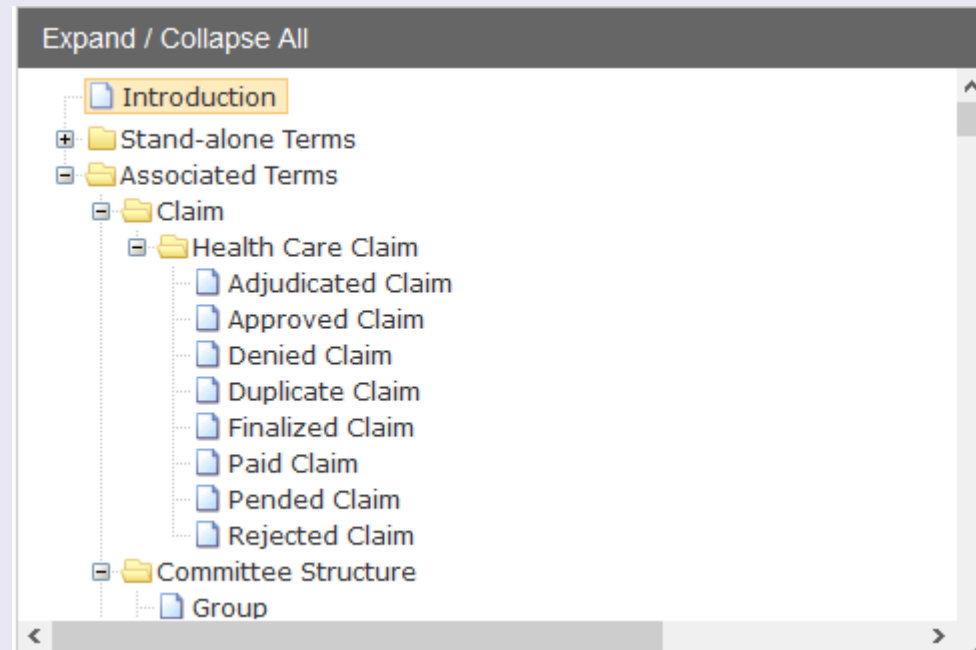 Expand / Collapse All
Introduction
Stand-alone Terms
Associated Terms
Claim
Health Care Claim
Adjudicated Claim
Approved Claim
Denied Claim
Duplicate Claim
Finalized Claim
Paid Claim
Pended Claim
Rejected Claim
Committee Structure
Group